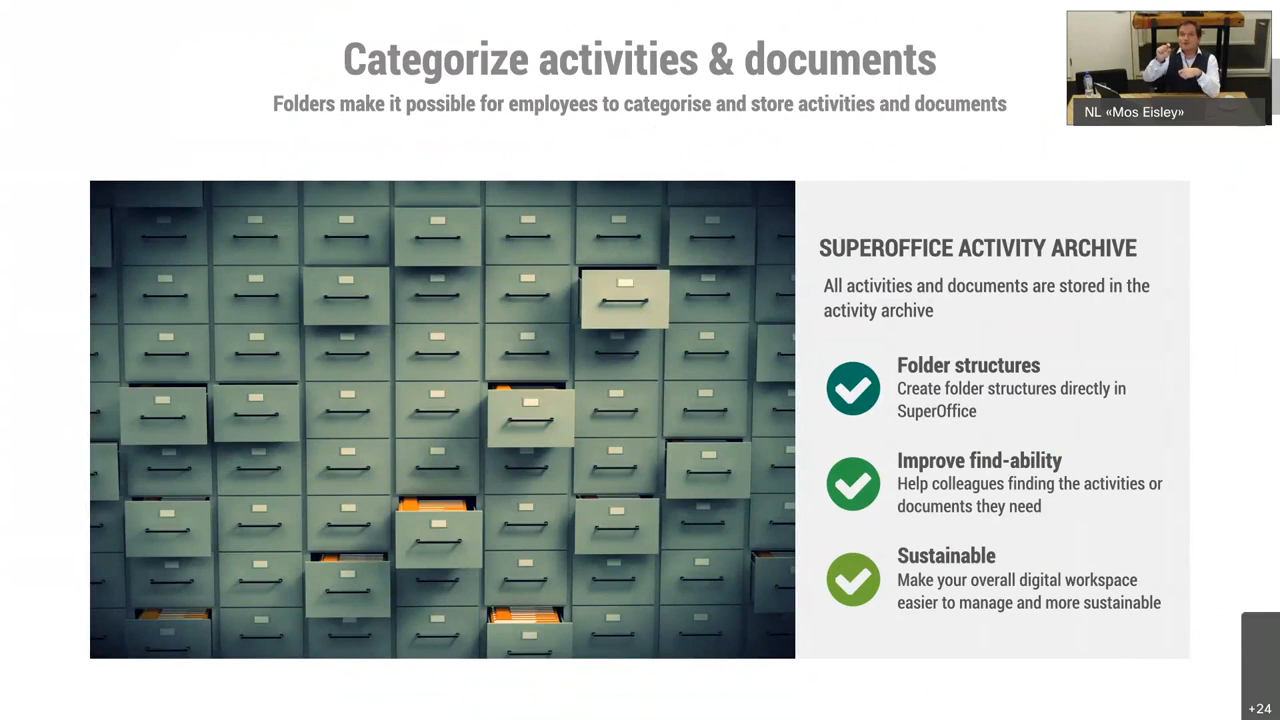 Categorize activities & documents
Folders make it possible for employees to categorise and store activities and documents
NL «Mos Eisley»
SUPEROFFICE ACTIVITY ARCHIVE
All activities and documents are stored in the
activity archive
Folder structures
Create folder structures directly in
SuperOffice
Improve find-ability
Help colleagues finding the activities or
documents they need
Sustainable
Make your overall digital workspace
easier to manage and more sustainable
+24